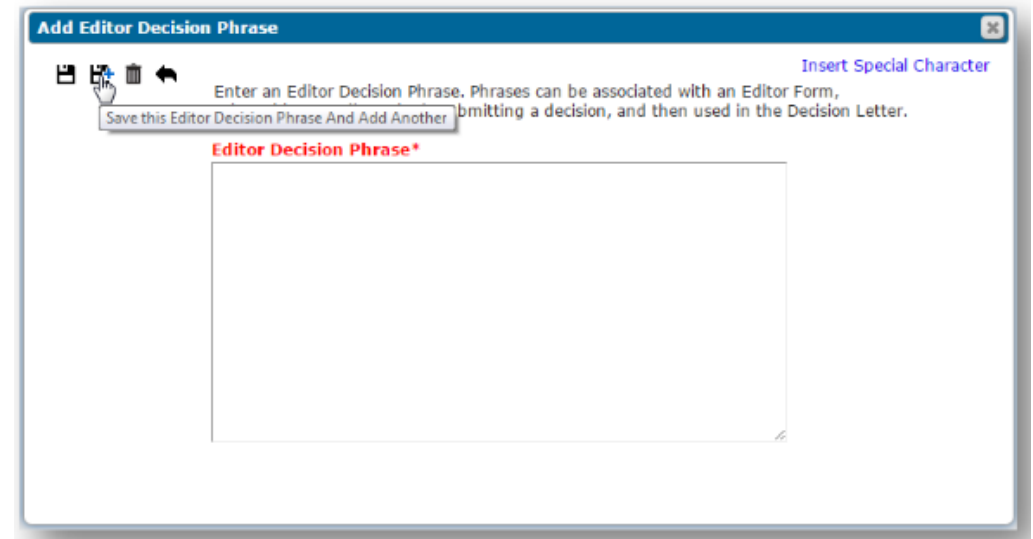 Add Editor Decision Phrase
Insert Special Character
Enter an Editor Decision Phrase. Phrases can be associated with an Editor Form,
bmitting a decision, and then used in the Decision Letter.
Save this Editor Decision Phrase And Add Another
Editor Decision Phrase*